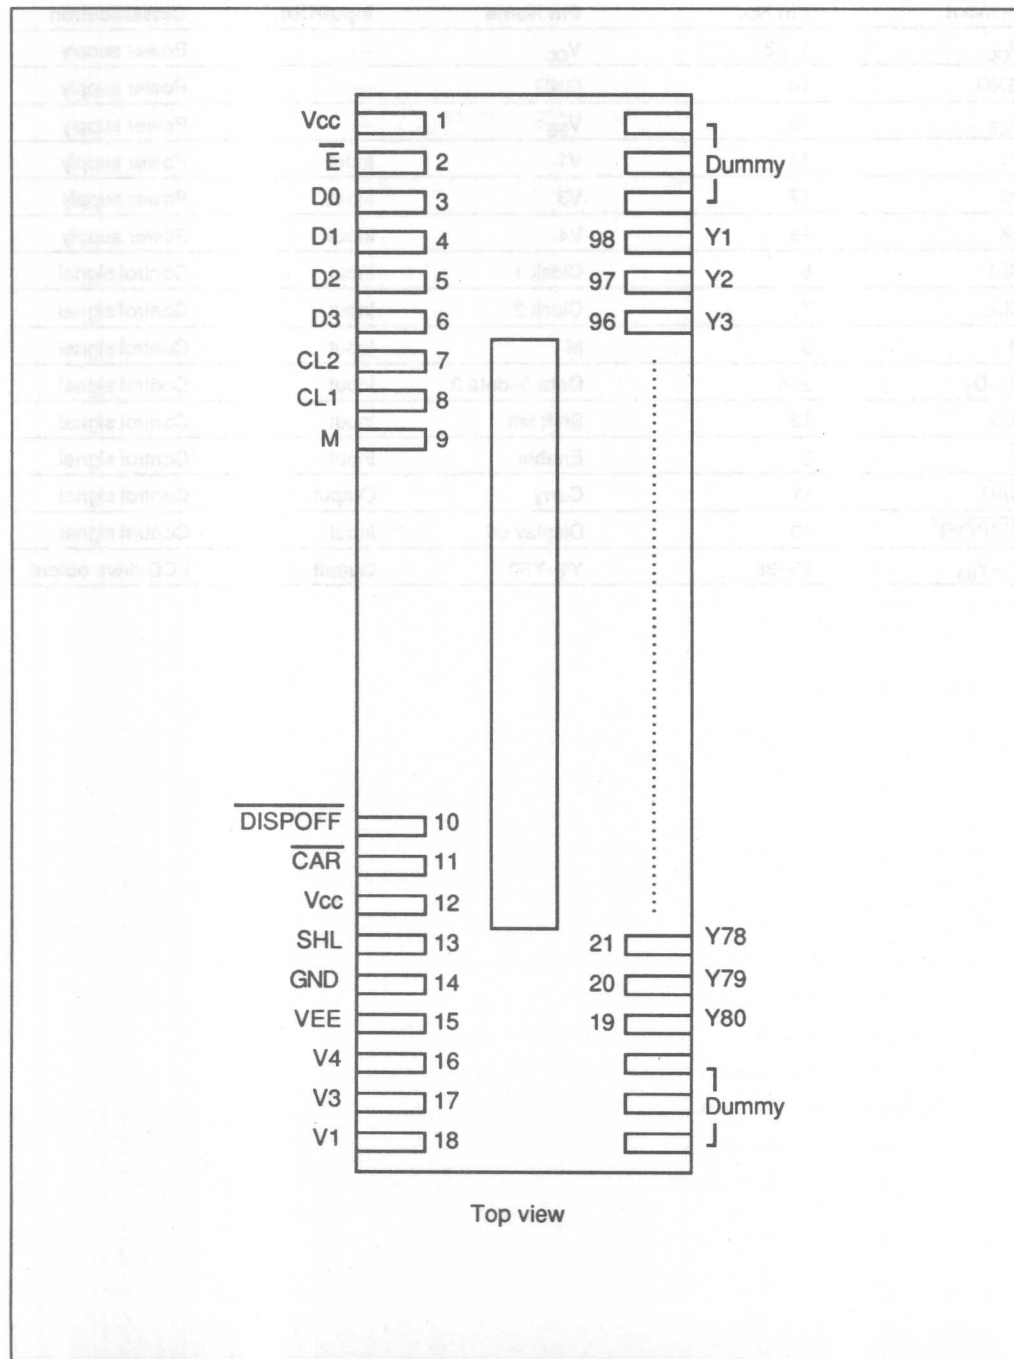 Vcc 1
E̅ 2 Dummy
D0 3
D1 4 98 Y1
D2 5 97 Y2
D3 6 96 Y3
CL2 7
CL1 8
M 9
D̅I̅S̅P̅O̅F̅F̅ 10
C̅A̅R̅ 11
Vcc 12
SHL 13 21 Y78
GND 14 20 Y79
VEE 15 19 Y80
V4 16
V3 17 Dummy
V1 18
Top view